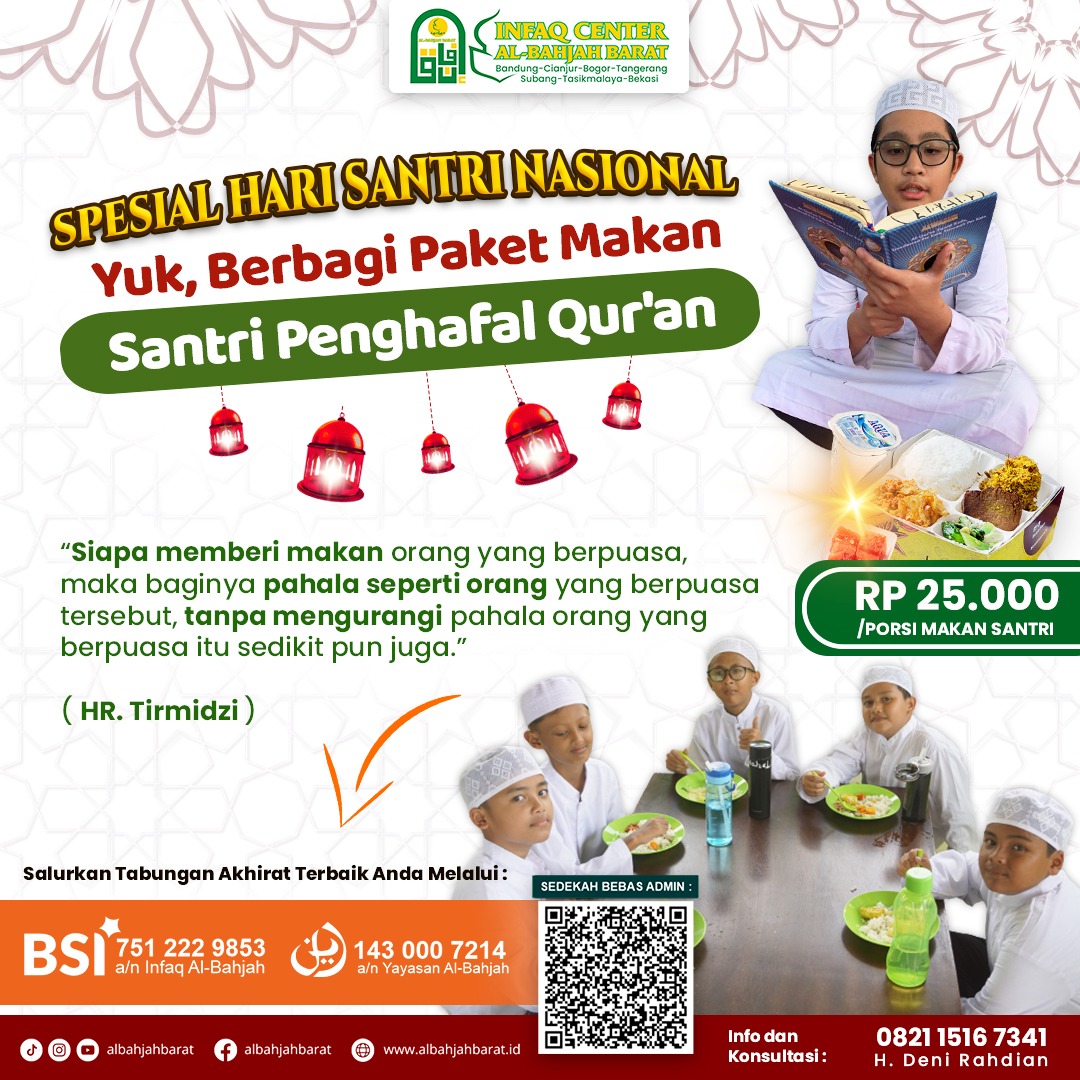 INFAQ CENTER
AL-BAHJAH BARAT
Bandung-Cianjur-Bogor-Tangerang
Subang-Tasikmalaya-Bekasi
SPESIAL HARI SANTRI NASIONAL
Yuk, Berbagi Paket Makan
Santri Penghafal Qur'an
AQUA
“Siapa memberi makan orang yang berpuasa,
maka baginya pahala seperti orang yang berpuasa
tersebut, tanpa mengurangi pahala orang yang
berpuasa itu sedikit pun juga.”
( HR. Tirmidzi )
RP 25.000
/PORSI MAKAN SANTRI
Salurkan Tabungan Akhirat Terbaik Anda Melalui :
BSI 751 222 9853
a/n Infaq Al-Bahjah
143 000 7214
a/n Yayasan Al-Bahjah
SEDEKAH BEBAS ADMIN :
albahjahbarat
albahjahbarat
www.albahjahbarat.id
Info dan
Konsultasi :
0821 1516 7341
H. Deni Rahdian